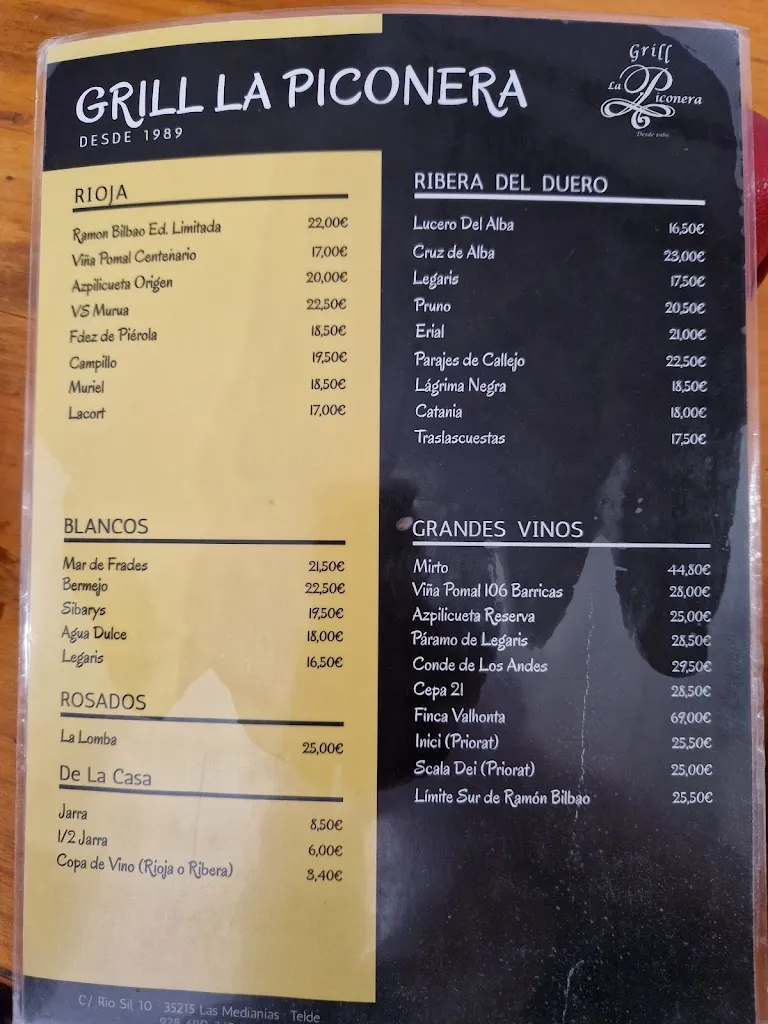 GRILL LA PICONERA
DESDE 1989
Grill
La Piconera
Desde 1989
RIOJA
Ramon Bilbao Ed. Limitada 22,00€
Viña Pomal Centenario 17,00€
Azpilicueta Origen 20,00€
VS Murua 22,50€
Fdez de Piérola 18,50€
Campillo 19,50€
Muriel 18,50€
Lacort 17,00€
BLANCOS
Mar de Frades 21,50€
Bermejo 22,50€
Sibarys 19,50€
Agua Dulce 18,00€
Legaris 16,50€
ROSADOS
La Lomba 25,00€
De La Casa
Jarra 8,50€
1/2 Jarra 6,00€
Copa de Vino (Rioja o Ribera) 3,40€
RIBERA DEL DUERO
Lucero Del Alba 16,50€
Cruz de Alba 23,00€
Legaris 17,50€
Pruno 20,50€
Erial 21,00€
Parajes de Callejo 22,50€
Lágrima Negra 18,50€
Catania 18,00€
Traslascuestas 17,50€
GRANDES VINOS
Mirto 44,80€
Viña Pomal 106 Barricas 28,00€
Azpilicueta Reserva 25,00€
Páramo de Legaris 28,50€
Conde de Los Andes 29,50€
Cepa 21 28,50€
Finca Valhonta 69,00€
Inici (Priorat) 25,50€
Scala Dei (Priorat) 25,00€
Límite Sur de Ramón Bilbao 25,50€
C/ Rio Sil, 10 35215 Las Medianias Telde
928 680